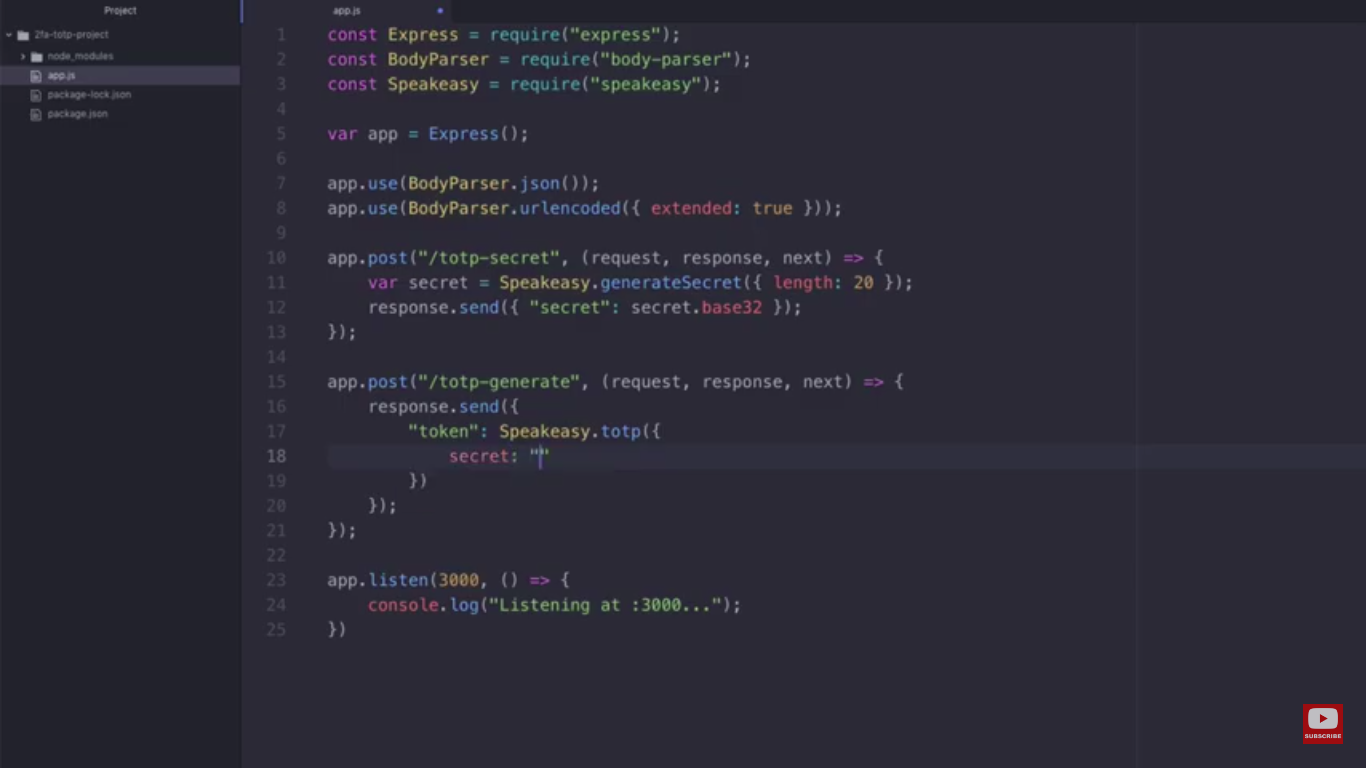 Project
2fa-totp-project
node_modules
app.js
package-lock.json
package.json
app.js
1 const Express = require("express");
2 const BodyParser = require("body-parser");
3 const Speakeasy = require("speakeasy");
4
5 var app = Express();
6
7 app.use(BodyParser.json());
8 app.use(BodyParser.urlencoded({ extended: true }));
9
10 app.post("/totp-secret", (request, response, next) => {
11 var secret = Speakeasy.generateSecret({ length: 20 });
12 response.send({ "secret": secret.base32 });
13 });
14
15 app.post("/totp-generate", (request, response, next) => {
16 response.send({
17 "token": Speakeasy.totp({
18 secret: ""
19 })
20 });
21 });
22
23 app.listen(3000, () => {
24 console.log("Listening at :3000...");
25 })
SUBSCRIBE